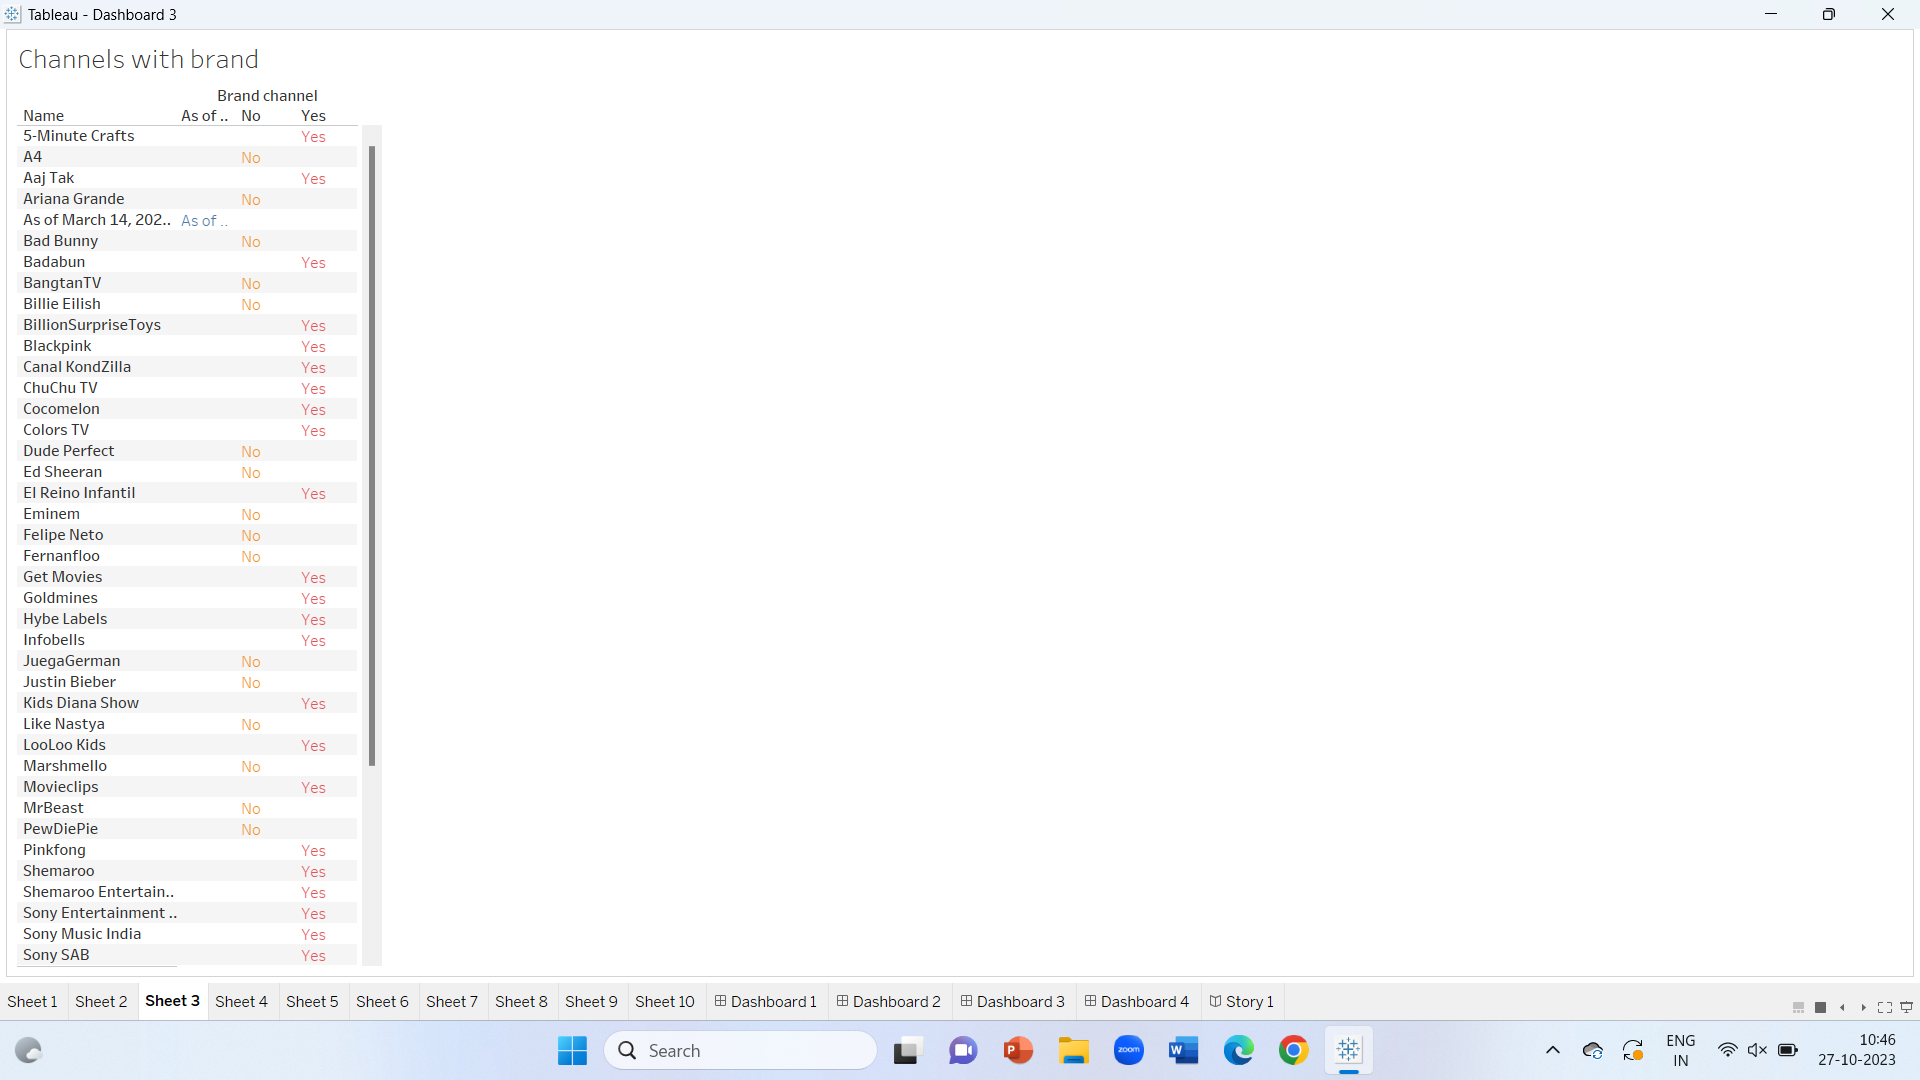 Tableau - Dashboard 3
Channels with brand
Brand channel
Name As of .. No Yes
5-Minute Crafts Yes
A4 No
Aaj Tak Yes
Ariana Grande No
As of March 14, 202.. As of ..
Bad Bunny No
Badabun Yes
BangtanTV No
Billie Eilish No
BillionSurpriseToys Yes
Blackpink Yes
Canal KondZilla Yes
ChuChu TV Yes
Cocomelon Yes
Colors TV Yes
Dude Perfect No
Ed Sheeran No
El Reino Infantil Yes
Eminem No
Felipe Neto No
Fernanfloo No
Get Movies Yes
Goldmines Yes
Hybe Labels Yes
Infobells Yes
JuegaGerman No
Justin Bieber No
Kids Diana Show Yes
Like Nastya No
LooLoo Kids Yes
Marshmello No
Movieclips Yes
MrBeast No
PewDiePie No
Pinkfong Yes
Shemaroo Yes
Shemaroo Entertain.. Yes
Sony Entertainment .. Yes
Sony Music India Yes
Sony SAB Yes
Sheet 1 Sheet 2 Sheet 3 Sheet 4 Sheet 5 Sheet 6 Sheet 7 Sheet 8 Sheet 9 Sheet 10 Dashboard 1 Dashboard 2 Dashboard 3 Dashboard 4 Story 1
Search P zoom W ENG 10:46
IN 27-10-2023